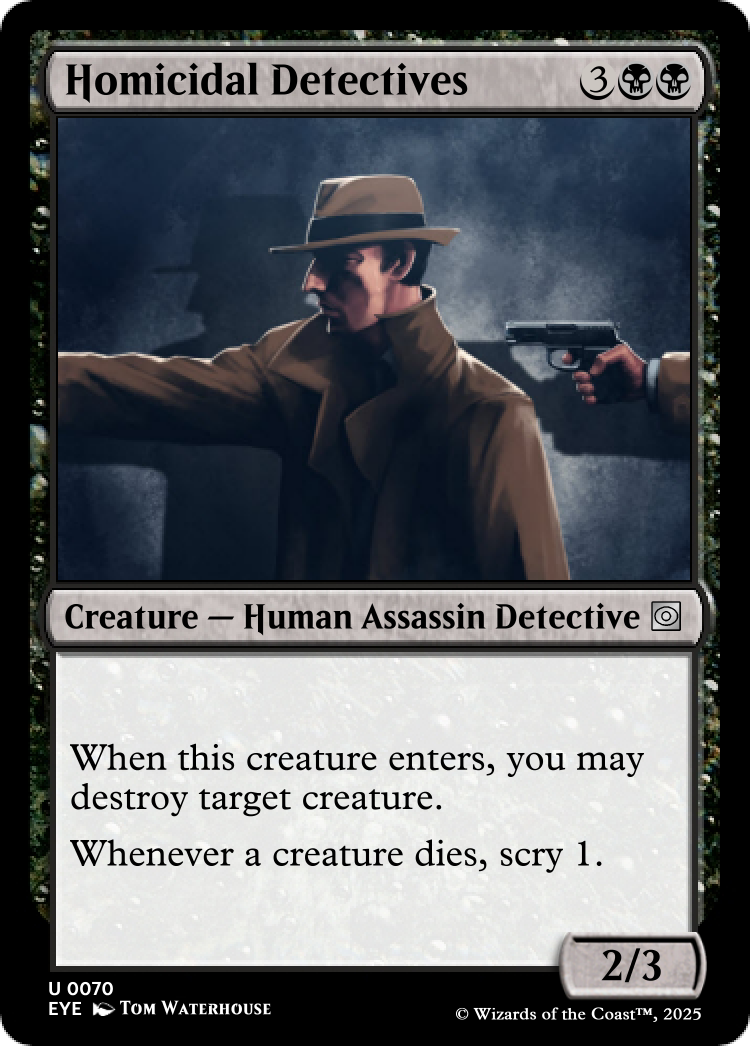 Homicidal Detectives 3
Creature — Human Assassin Detective
When this creature enters, you may
destroy target creature.
Whenever a creature dies, scry 1.
2/3
U 0070
EYE Tom Waterhouse
© Wizards of the Coast™, 2025